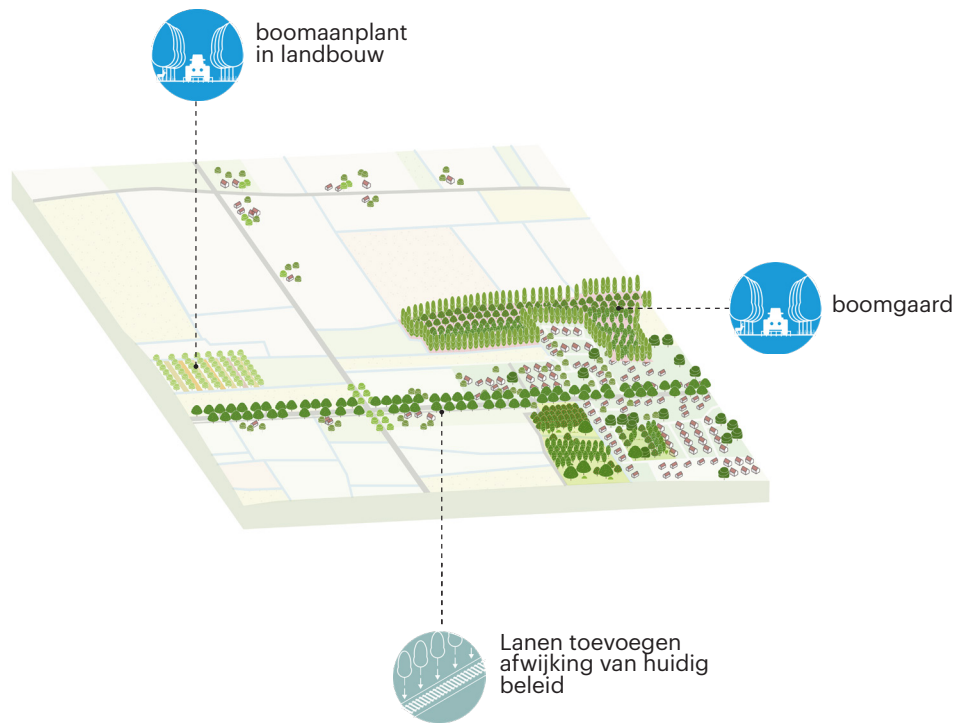 boomaanplant
in landbouw
boomgaard
Lanen toevoegen
afwijking van huidig
beleid